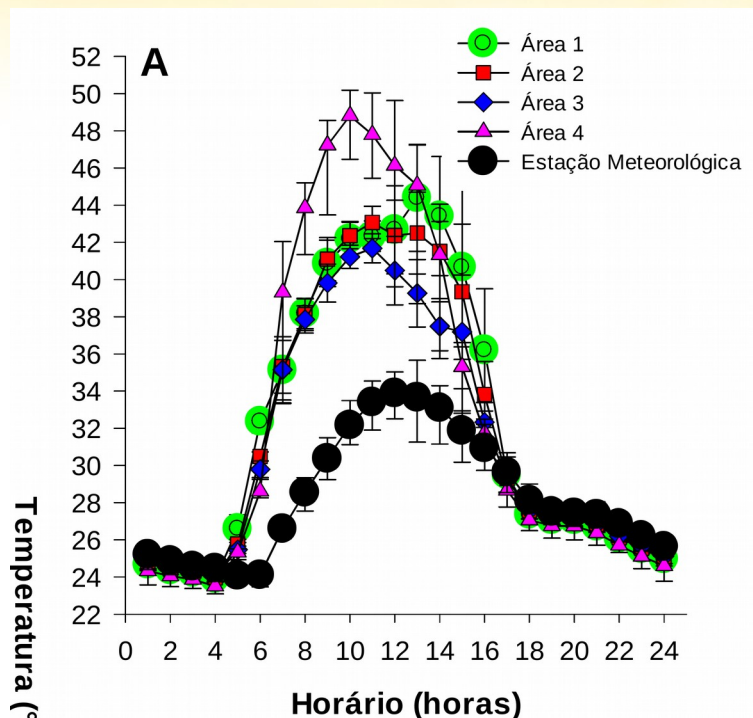 A
Área 1
Área 2
Área 3
Área 4
Estação Meteorológica
52
50
48
46
44
42
40
38
36
34
32
30
28
26
24
22
0 2 4 6 8 10 12 14 16 18 20 22 24
Temperatura (°
Horário (horas)